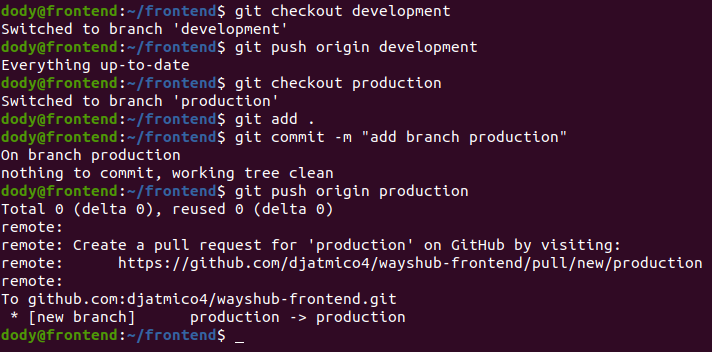 dody@frontend:~/frontend$ git checkout development
Switched to branch 'development'
dody@frontend:~/frontend$ git push origin development
Everything up-to-date
dody@frontend:~/frontend$ git checkout production
Switched to branch 'production'
dody@frontend:~/frontend$ git add .
dody@frontend:~/frontend$ git commit -m "add branch production"
On branch production
nothing to commit, working tree clean
dody@frontend:~/frontend$ git push origin production
Total 0 (delta 0), reused 0 (delta 0)
remote:
remote: Create a pull request for 'production' on GitHub by visiting:
remote:      https://github.com/djatmico4/wayshub-frontend/pull/new/production
remote:
To github.com:djatmico4/wayshub-frontend.git
 * [new branch]      production -> production
dody@frontend:~/frontend$ _